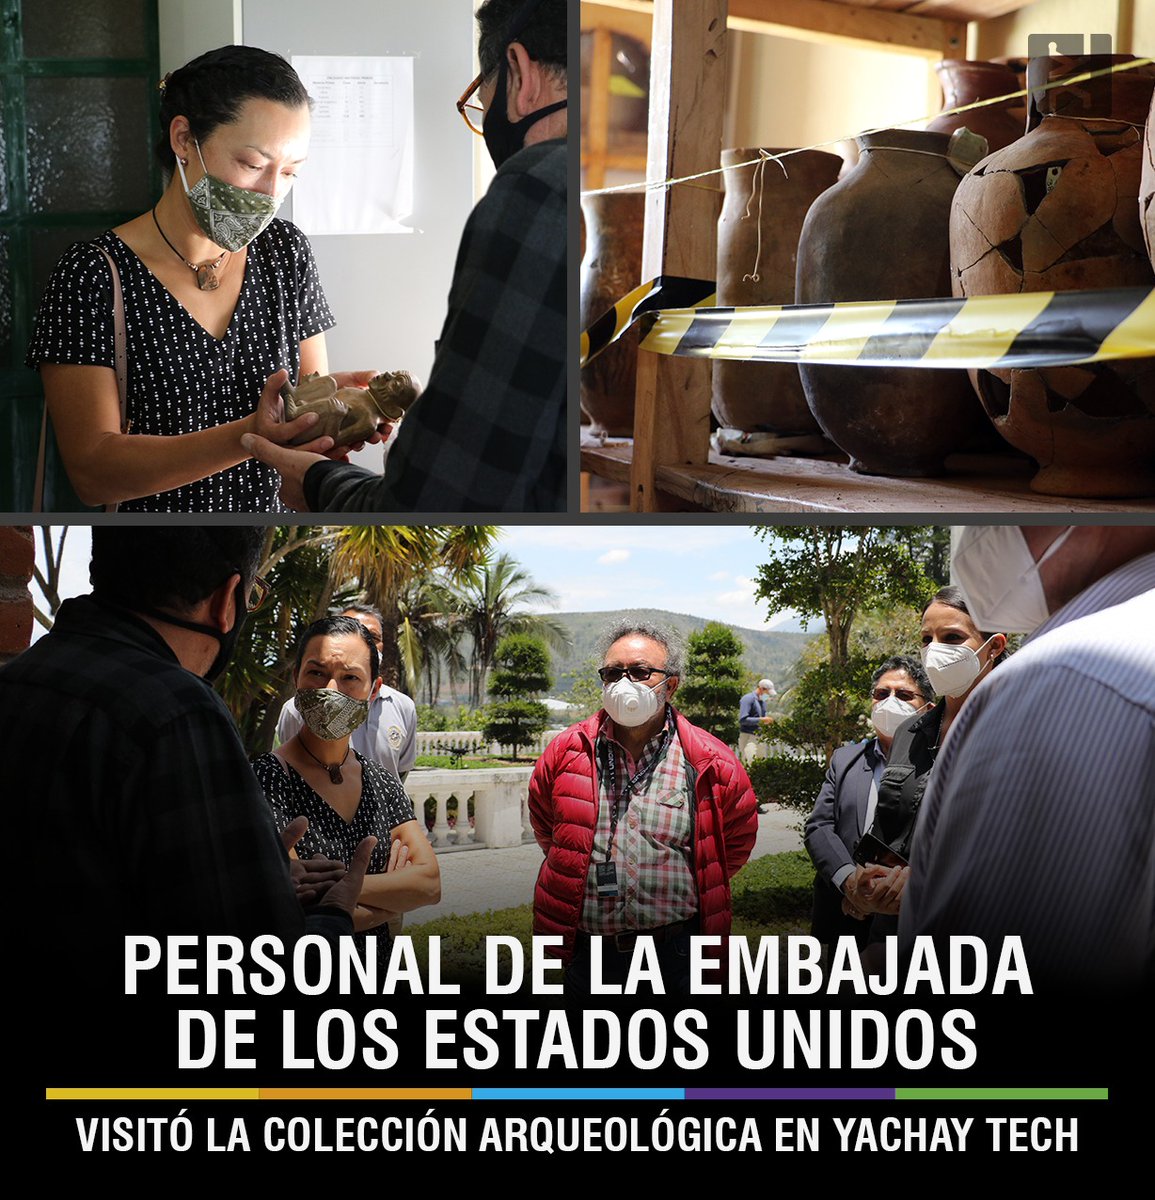 PERSONAL DE LA EMBAJADA
DE LOS ESTADOS UNIDOS
VISITÓ LA COLECCIÓN ARQUEOLÓGICA EN YACHAY TECH